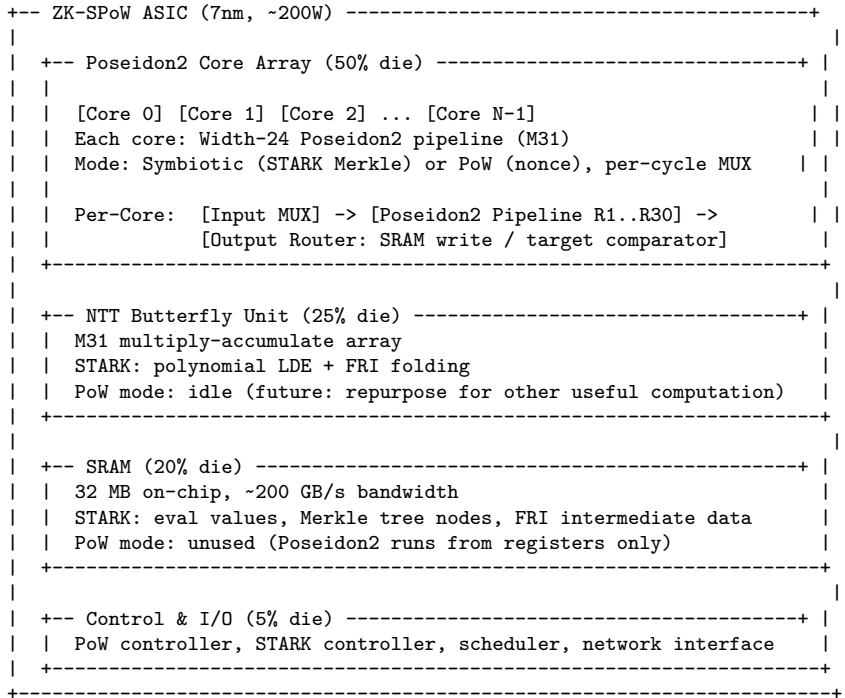 +-- ZK-SPoW ASIC (7nm, ~200W) -----------------------------------------+
|                                                                         |
|  +-- Poseidon2 Core Array (50% die) --------------------------------+ |
|  |  |                                                                  |
|  |  |  [Core 0] [Core 1] [Core 2] ... [Core N-1]                        | |
|  |  Each core: Width-24 Poseidon2 pipeline (M31)                     | |
|  |  Mode: Symbiotic (STARK Merkle) or PoW (nonce), per-cycle MUX    | |
|  |  |                                                                  |
|  |  Per-Core:  [Input MUX] -> [Poseidon2 Pipeline R1..R30] ->        | |
|  |             [Output Router: SRAM write / target comparator]        |
|  +--------------------------------------------------------------------+
|                                                                         |
|  +-- NTT Butterfly Unit (25% die) ----------------------------------+ |
|  |  M31 multiply-accumulate array                                     |
|  |  STARK: polynomial LDE + FRI folding                               |
|  |  PoW mode: idle (future: repurpose for other useful computation)   |
|  +--------------------------------------------------------------------+
|                                                                         |
|  +-- SRAM (20% die) ------------------------------------------------+ |
|  |  32 MB on-chip, ~200 GB/s bandwidth                                |
|  |  STARK: eval values, Merkle tree nodes, FRI intermediate data      |
|  |  PoW mode: unused (Poseidon2 runs from registers only)             |
|  +--------------------------------------------------------------------+
|                                                                         |
|  +-- Control & I/O (5% die) ----------------------------------------+ |
|  |  PoW controller, STARK controller, scheduler, network interface    |
|  +--------------------------------------------------------------------+
+------------------------------------------------------------------------+